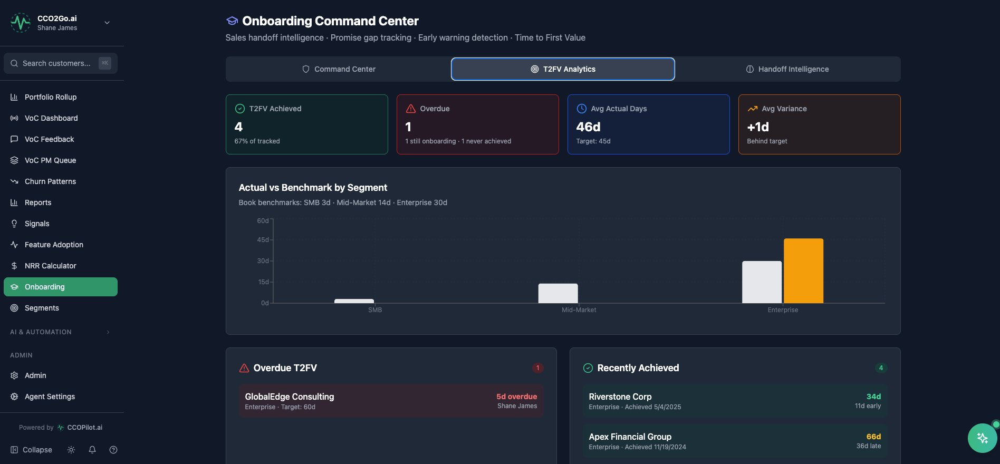 CCO2Go.ai
Shane James
Search customers... ⌘K
Portfolio Rollup
VoC Dashboard
VoC Feedback
VoC PM Queue
Churn Patterns
Reports
Signals
Feature Adoption
NRR Calculator
Onboarding
Segments
AI & AUTOMATION
ADMIN
Admin
Agent Settings
Powered by CCOPilot.ai
Collapse
Onboarding Command Center
Sales handoff intelligence · Promise gap tracking · Early warning detection · Time to First Value
Command Center
T2FV Analytics
Handoff Intelligence
T2FV Achieved
4
67% of tracked
Overdue
1
1 still onboarding · 1 never achieved
Avg Actual Days
46d
Target: 45d
Avg Variance
+1d
Behind target
Actual vs Benchmark by Segment
Book benchmarks: SMB 3d · Mid-Market 14d · Enterprise 30d
60d
45d
30d
15d
0d
SMB
Mid-Market
Enterprise
Overdue T2FV
1
GlobalEdge Consulting
5d overdue
Enterprise · Target: 60d
Shane James
Recently Achieved
4
Riverstone Corp
34d
Enterprise · Achieved 5/4/2025
11d early
Apex Financial Group
66d
Enterprise · Achieved 11/19/2024
36d late